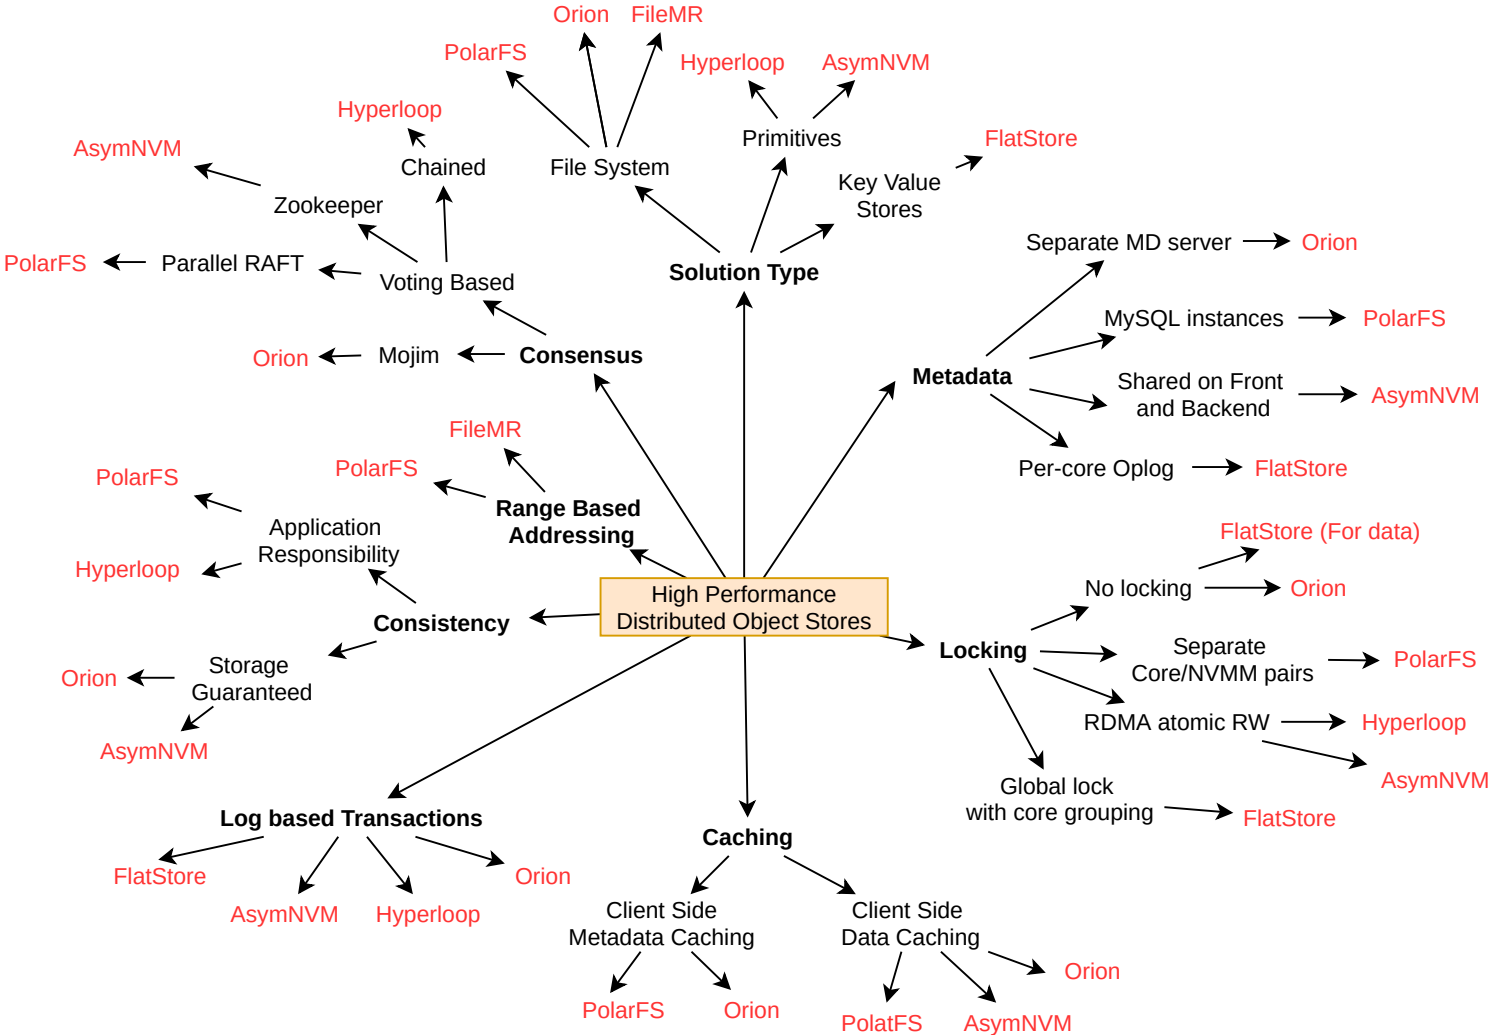 Orion
FileMR
PolarFS
Hyperloop
AsymNVM
Hyperloop
Primitives
FlatStore
AsymNVM
Chained
File System
Key Value
Stores
Zookeeper
Separate MD server
Orion
PolarFS
Parallel RAFT
Voting Based
Solution Type
MySQL instances
PolarFS
Orion
Mojim
Consensus
Metadata
Shared on Front
and Backend
AsymNVM
FileMR
PolarFS
Per-core Oplog
FlatStore
PolarFS
Range Based
Addressing
Application
Responsibility
FlatStore (For data)
Hyperloop
No locking
Orion
High Performance
Distributed Object Stores
Consistency
Locking
Separate
Core/NVMM pairs
PolarFS
Storage
Guaranteed
Orion
RDMA atomic RW
Hyperloop
AsymNVM
AsymNVM
Global lock
with core grouping
FlatStore
Log based Transactions
Caching
FlatStore
Orion
AsymNVM
Hyperloop
Client Side
Metadata Caching
Client Side
Data Caching
Orion
PolarFS
Orion
PolatFS
AsymNVM